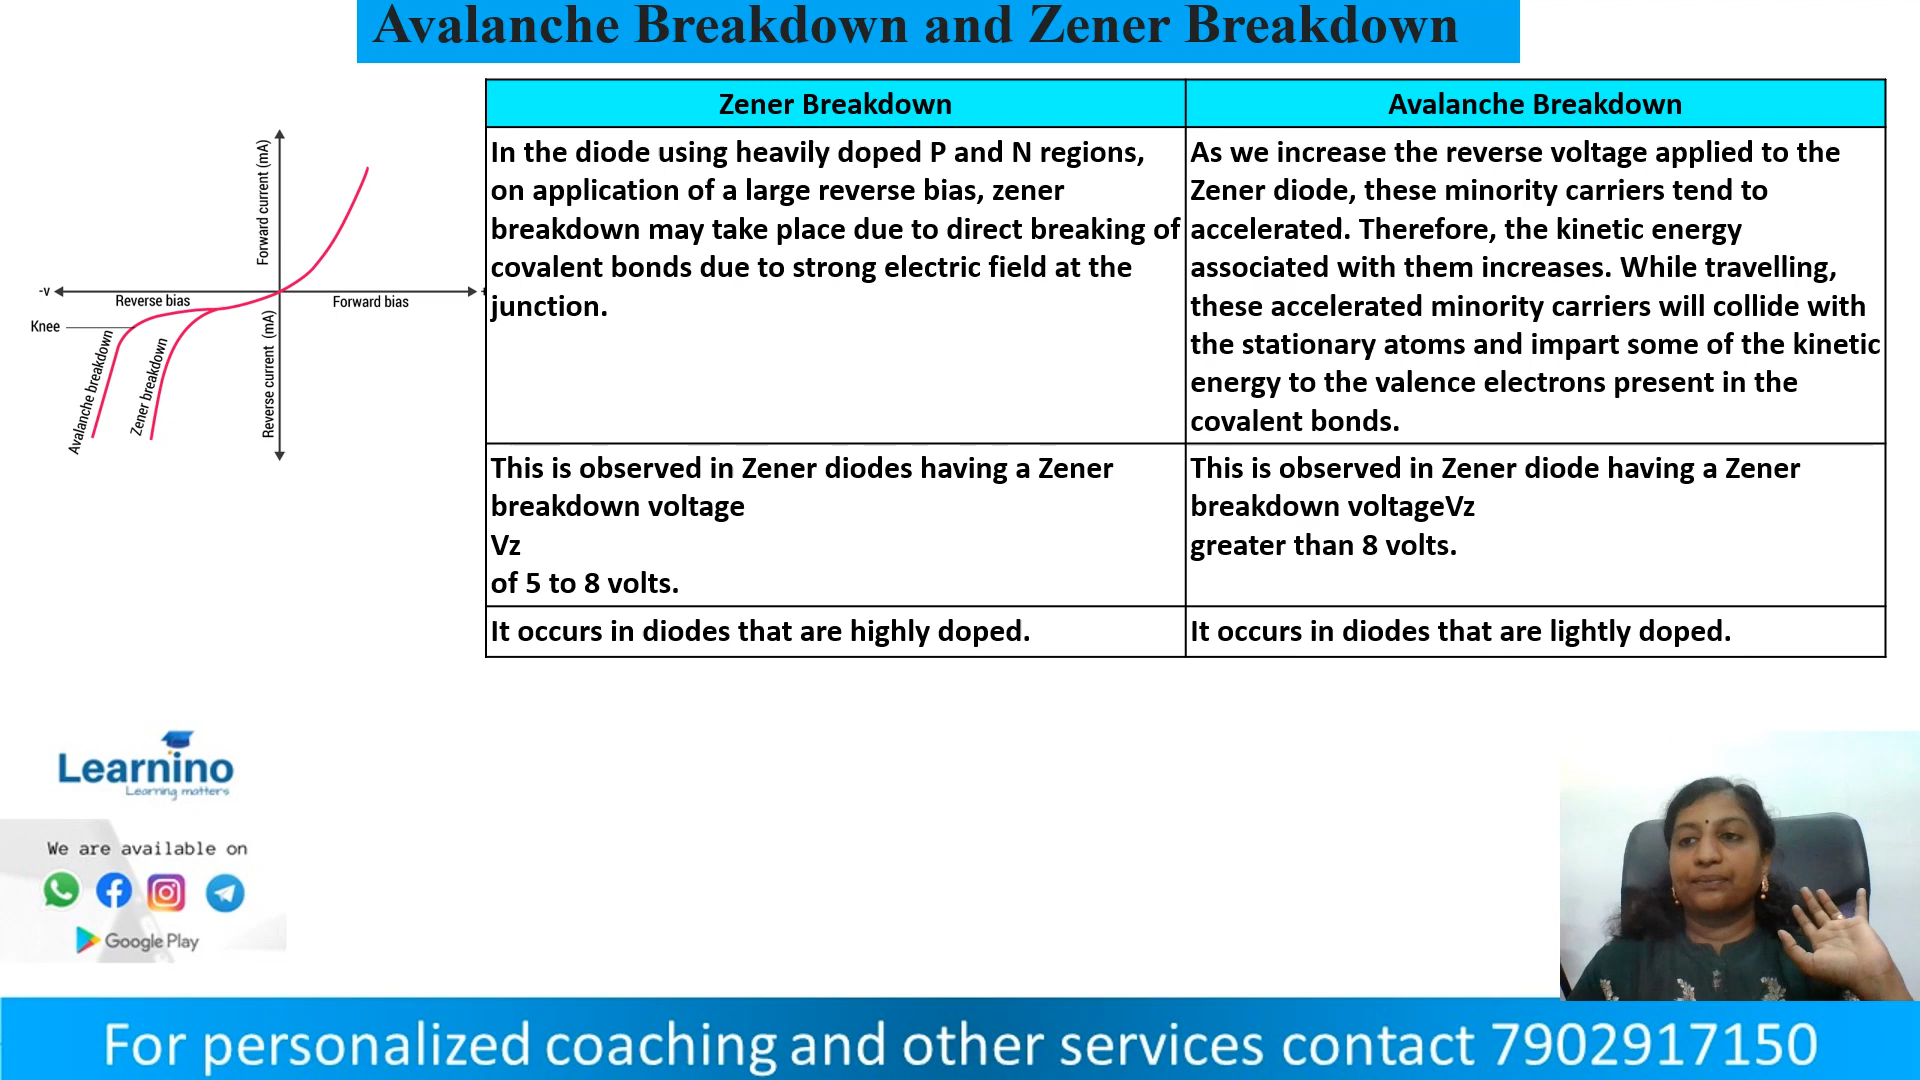 Avalanche Breakdown and Zener Breakdown
Zener Breakdown
In the diode using heavily doped P and N regions,
on application of a large reverse bias, zener
breakdown may take place due to direct breaking of
covalent bonds due to strong electric field at the
junction.
Avalanche Breakdown
As we increase the reverse voltage applied to the
Zener diode, these minority carriers tend to
accelerated. Therefore, the kinetic energy
associated with them increases. While travelling,
these accelerated minority carriers will collide with
the stationary atoms and impart some of the kinetic
energy to the valence electrons present in the
covalent bonds.
This is observed in Zener diodes having a Zener
breakdown voltage
Vz
of 5 to 8 volts.
This is observed in Zener diode having a Zener
breakdown voltageVz
greater than 8 volts.
It occurs in diodes that are highly doped.
It occurs in diodes that are lightly doped.
Forward current (mA)
-v
Reverse bias
Forward bias
Knee
Avalanche breakdown
Zener breakdown
Reverse current (mA)
Learnino
Learning matters
We are available on
Google Play
For personalized coaching and other services contact 7902917150